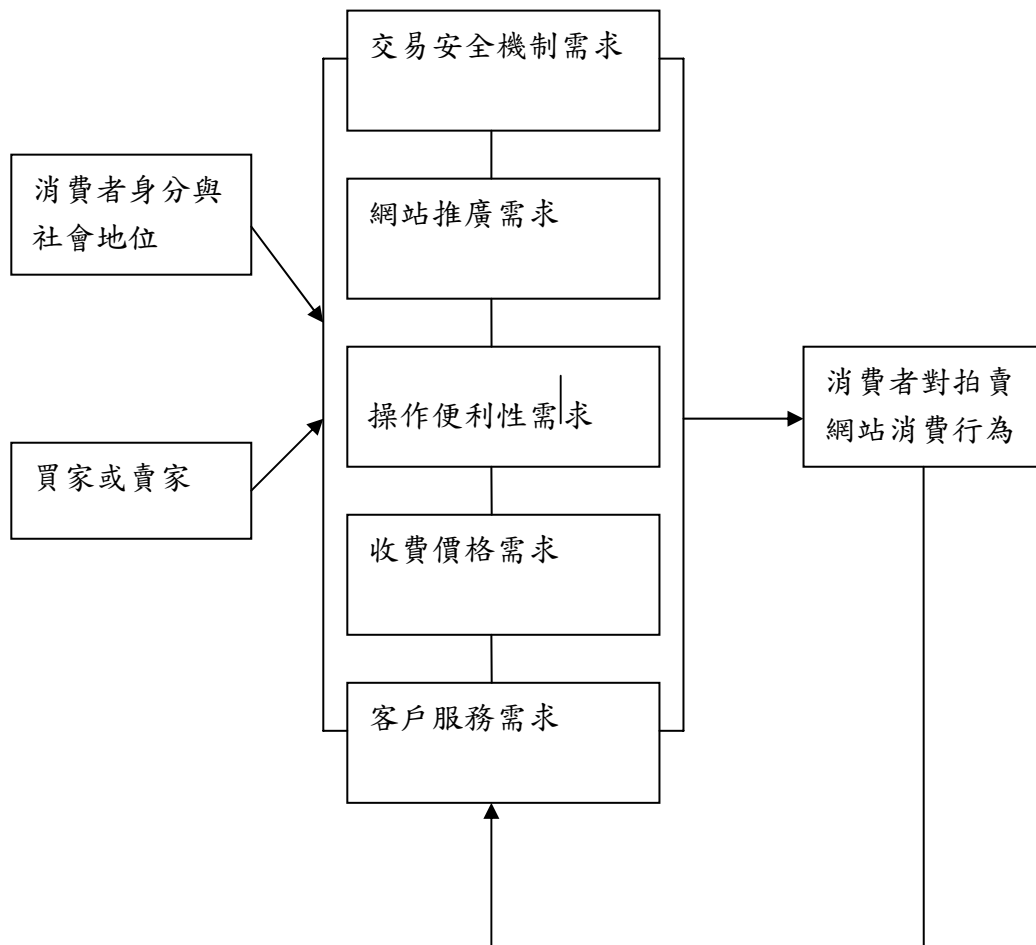 交易安全機制需求
消費者身分與
社會地位
網站推廣需求
操作便利性需求
消費者對拍賣
網站消費行為
買家或賣家
收費價格需求
客戶服務需求